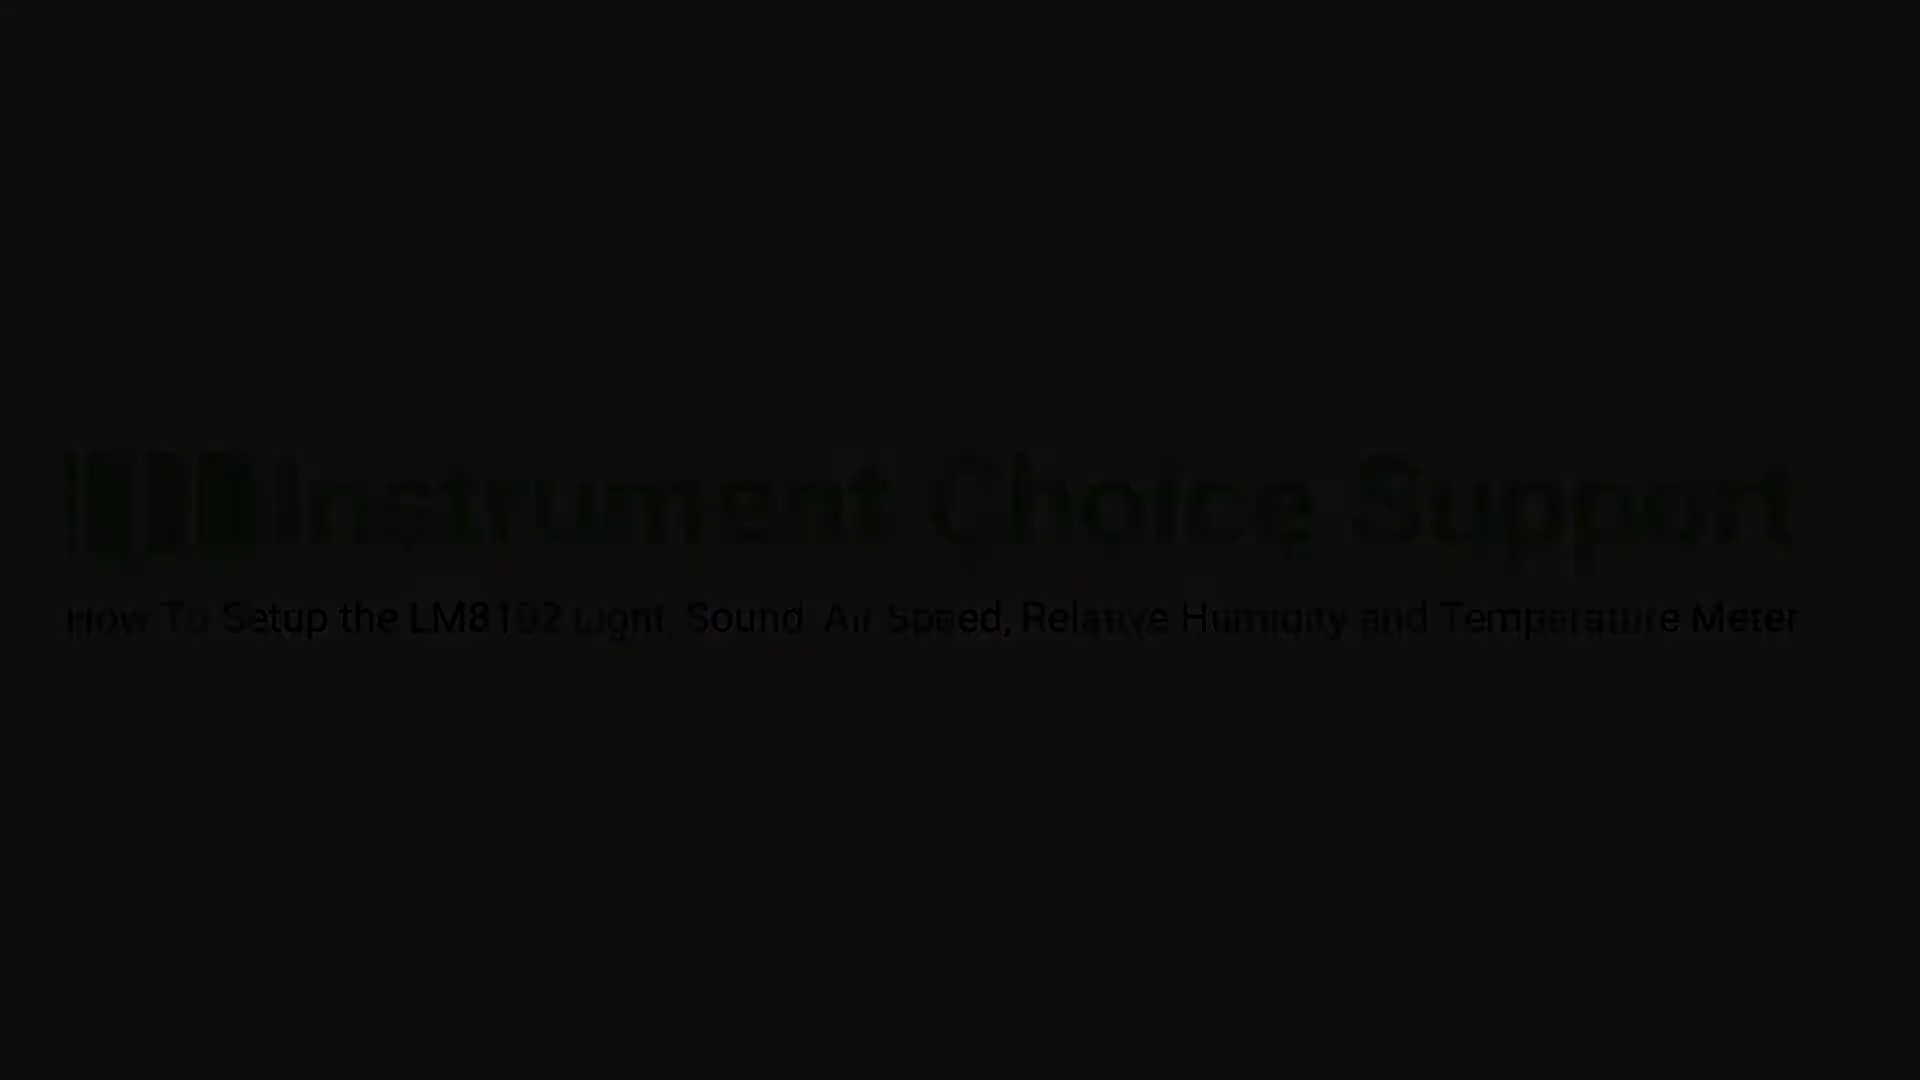 Instrument Choice Support
How To Setup the LM8102 Light, Sound, Air Speed, Relative Humidity and Temperature Meter